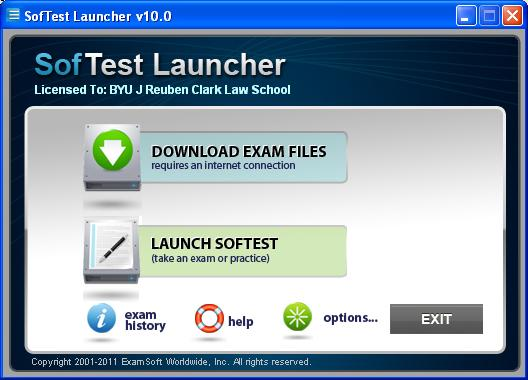 SofTest Launcher v10.0
SofTest Launcher
Licensed To: BYU J Reuben Clark Law School
DOWNLOAD EXAM FILES
requires an internet connection
LAUNCH SOFTEST
(take an exam or practice)
exam
history
help
options...
EXIT
Copyright 2001-2011 ExamSoft Worldwide, Inc. All rights reserved.